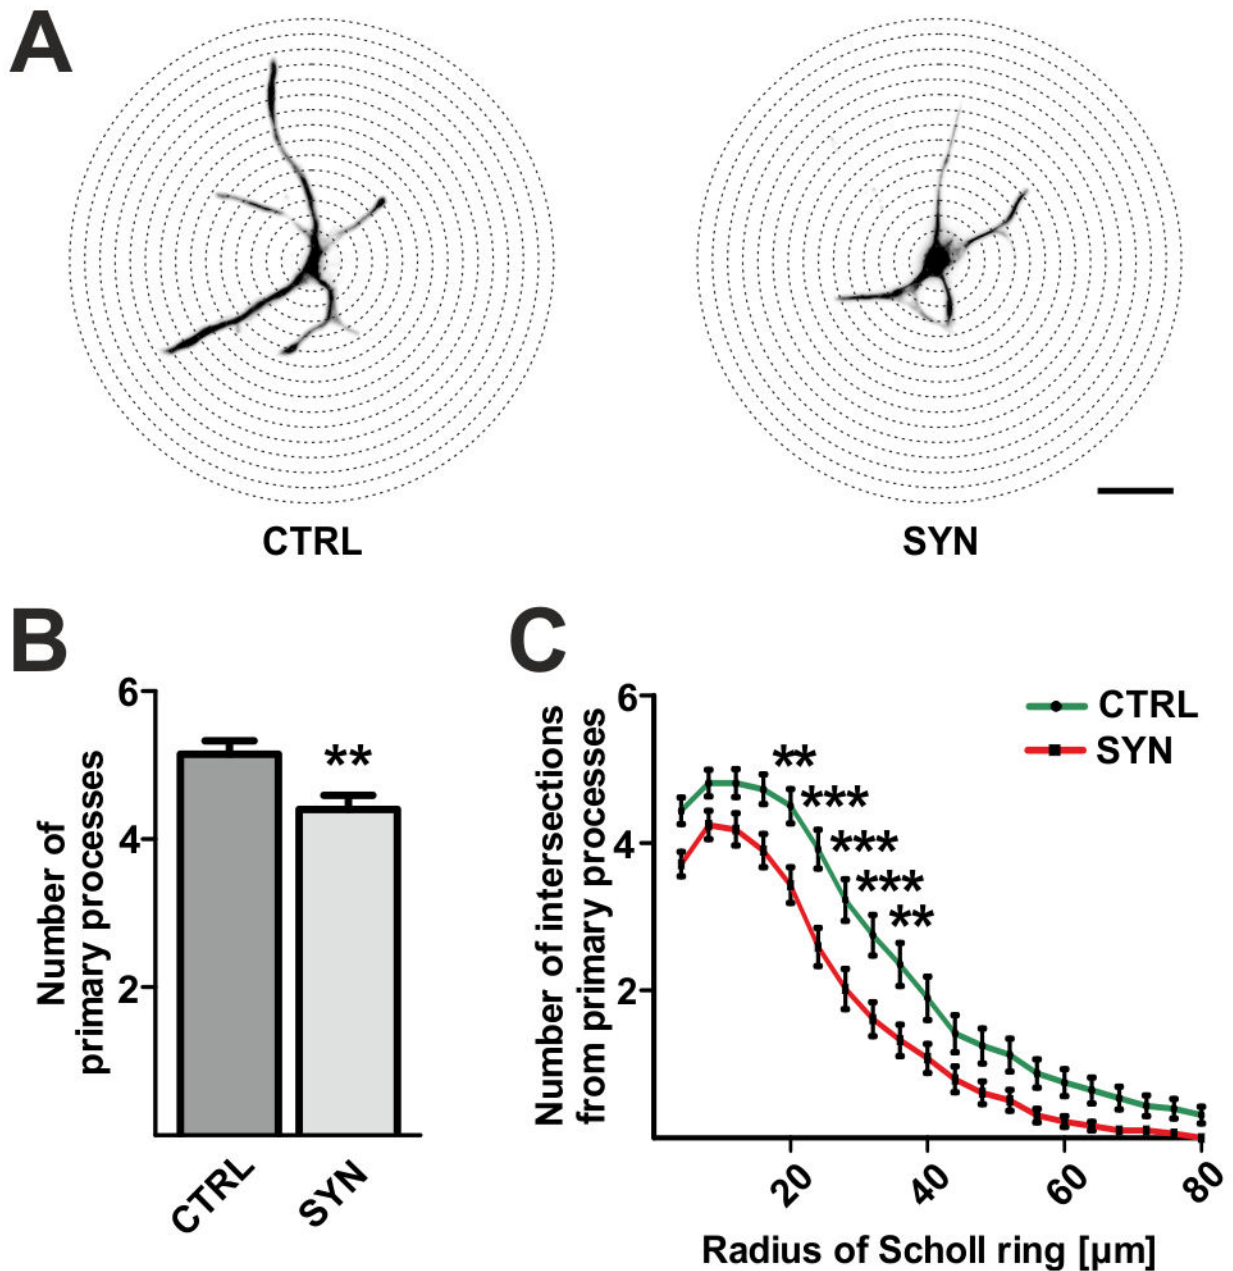 A
CTRL
SYN
B
6
4
2
Number of
primary processes
**
CTRL
SYN
C
6
4
2
Number of intersections
from primary processes
CTRL
SYN
**
***
***
***
**
20
40
60
80
Radius of Scholl ring [µm]